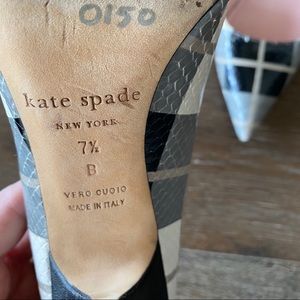 0150
kate spade
NEW YORK
7½
B
VERO CUOIO
MADE IN ITALY